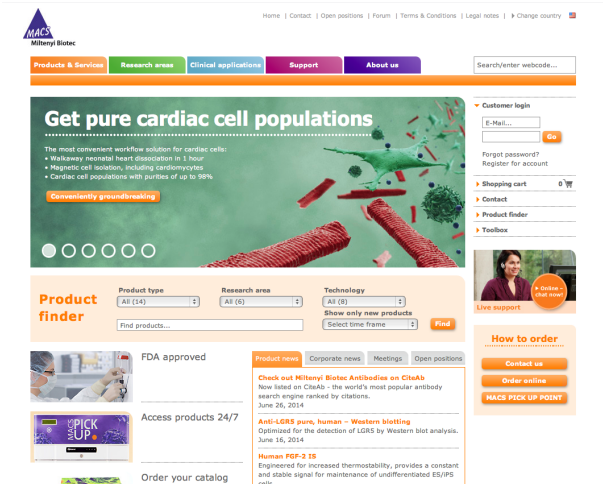 Home | Contact | Open positions | Forum | Terms & Conditions | Legal notes | Change country
MACS
Miltenyi Biotec
Products & Services
Research areas
Clinical applications
Support
About us
Search/enter webcode...
Get pure cardiac cell populations
The most convenient workflow solution for cardiac cells:
• Walkaway neonatal heart dissociation in 1 hour
• Magnetic cell isolation, including cardiomycytes
• Cardiac cell populations with purities of up to 98%
Conveniently groundbreaking
Customer login
E-Mail...
Go
Forgot password?
Register for account
Shopping cart 0
Contact
Product finder
Toolbox
Online – chat now!
Live support
Product finder
Product type
All (14)
Research area
All (6)
Technology
All (8)
Show only new products
Find products...
Select time frame
Find
How to order
Contact us
Order online
MACS PICK UP POINT
FDA approved
MACS PICK UP
Access products 24/7
Order your catalog
Product news
Corporate news
Meetings
Open positions
Check out Miltenyi Biotec Antibodies on CiteAb
Now listed on CiteAb - the world's most popular antibody
search engine ranked by citations.
June 26, 2014
Anti-LGR5 pure, human – Western blotting
Optimized for the detection of LGR5 by Western blot analysis.
June 16, 2014
Human FGF-2 IS
Engineered for increased thermostability, provides a constant
and stable signal for maintenance of undifferentiated ES/iPS
cells